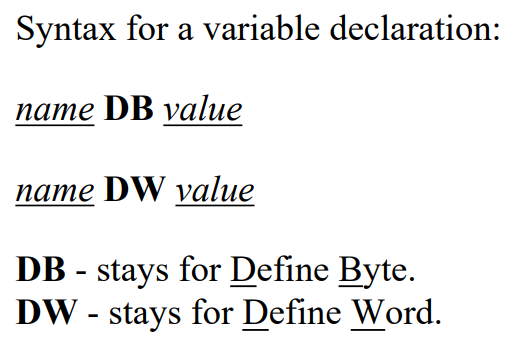 Syntax for a variable declaration:
name DB value
name DW value
DB - stays for Define Byte.
DW - stays for Define Word.